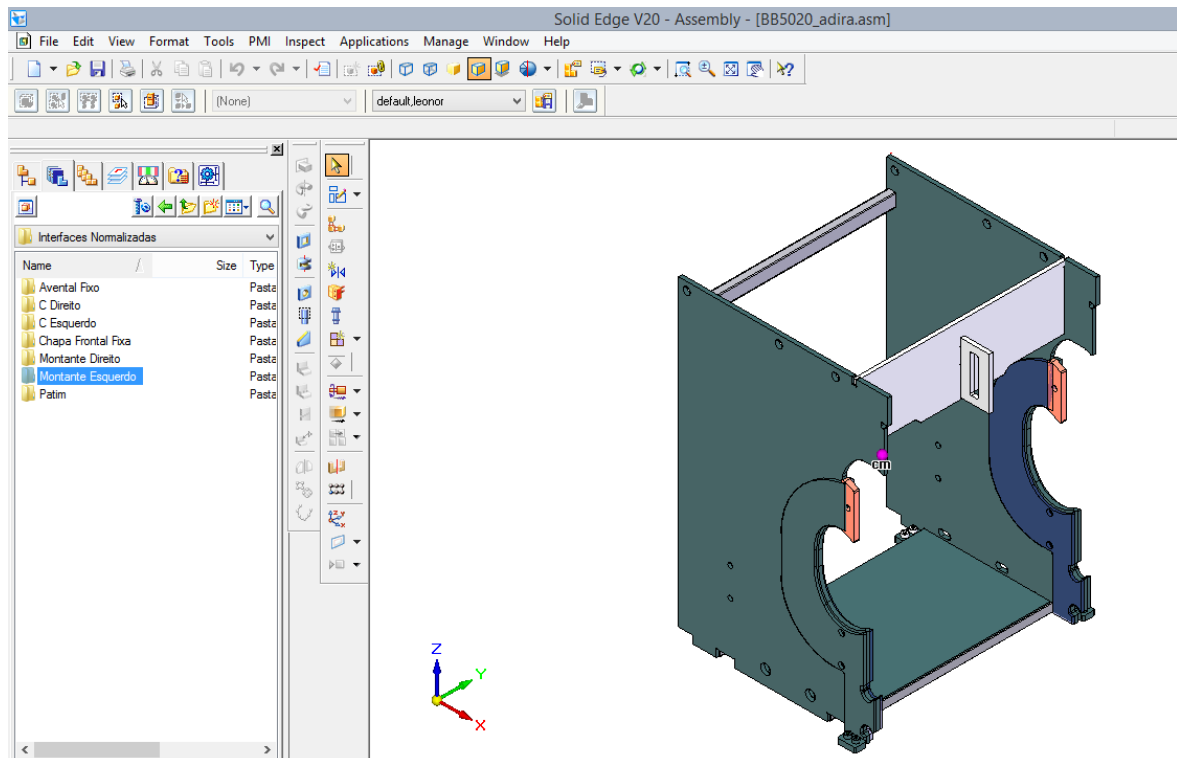 Solid Edge V20 - Assembly - [BB5020_adira.asm]
File Edit View Format Tools PMI Inspect Applications Manage Window Help
(None) default,leonor
Interfaces Normalizadas
Name Size Type
Avental Fixo Pasta
C Direito Pasta
C Esquerdo Pasta
Chapa Frontal Fixa Pasta
Montante Direito Pasta
Montante Esquerdo Pasta
Patim Pasta
cm
Z
Y
X